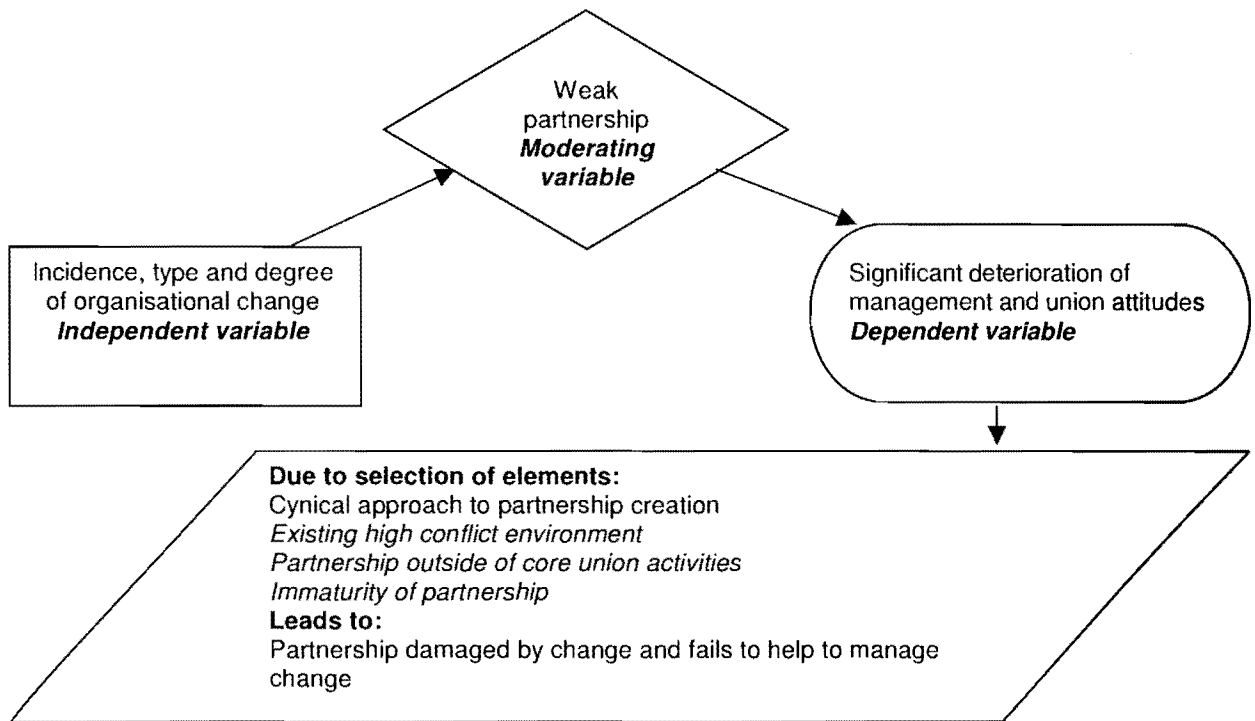 Weak
partnership
Moderating
variable
Incidence, type and degree
of organisational change
Independent variable
Significant deterioration of
management and union attitudes
Dependent variable
Due to selection of elements:
Cynical approach to partnership creation
Existing high conflict environment
Partnership outside of core union activities
Immaturity of partnership
Leads to:
Partnership damaged by change and fails to help to manage
change